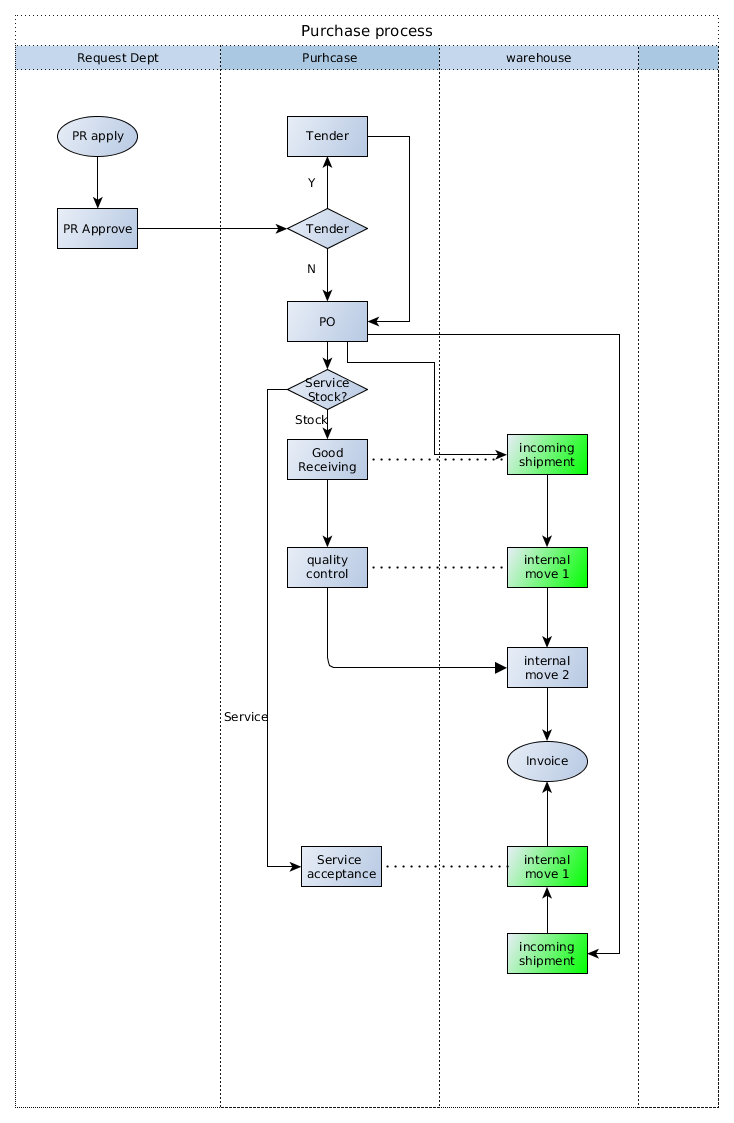 Purchase process
Request Dept
Purhcase
warehouse
PR apply
Tender
Y
PR Approve
Tender
N
PO
Service
Stock?
Stock
Good
Receiving
incoming
shipment
quality
control
internal
move 1
internal
move 2
Service
Invoice
Service
acceptance
internal
move 1
incoming
shipment